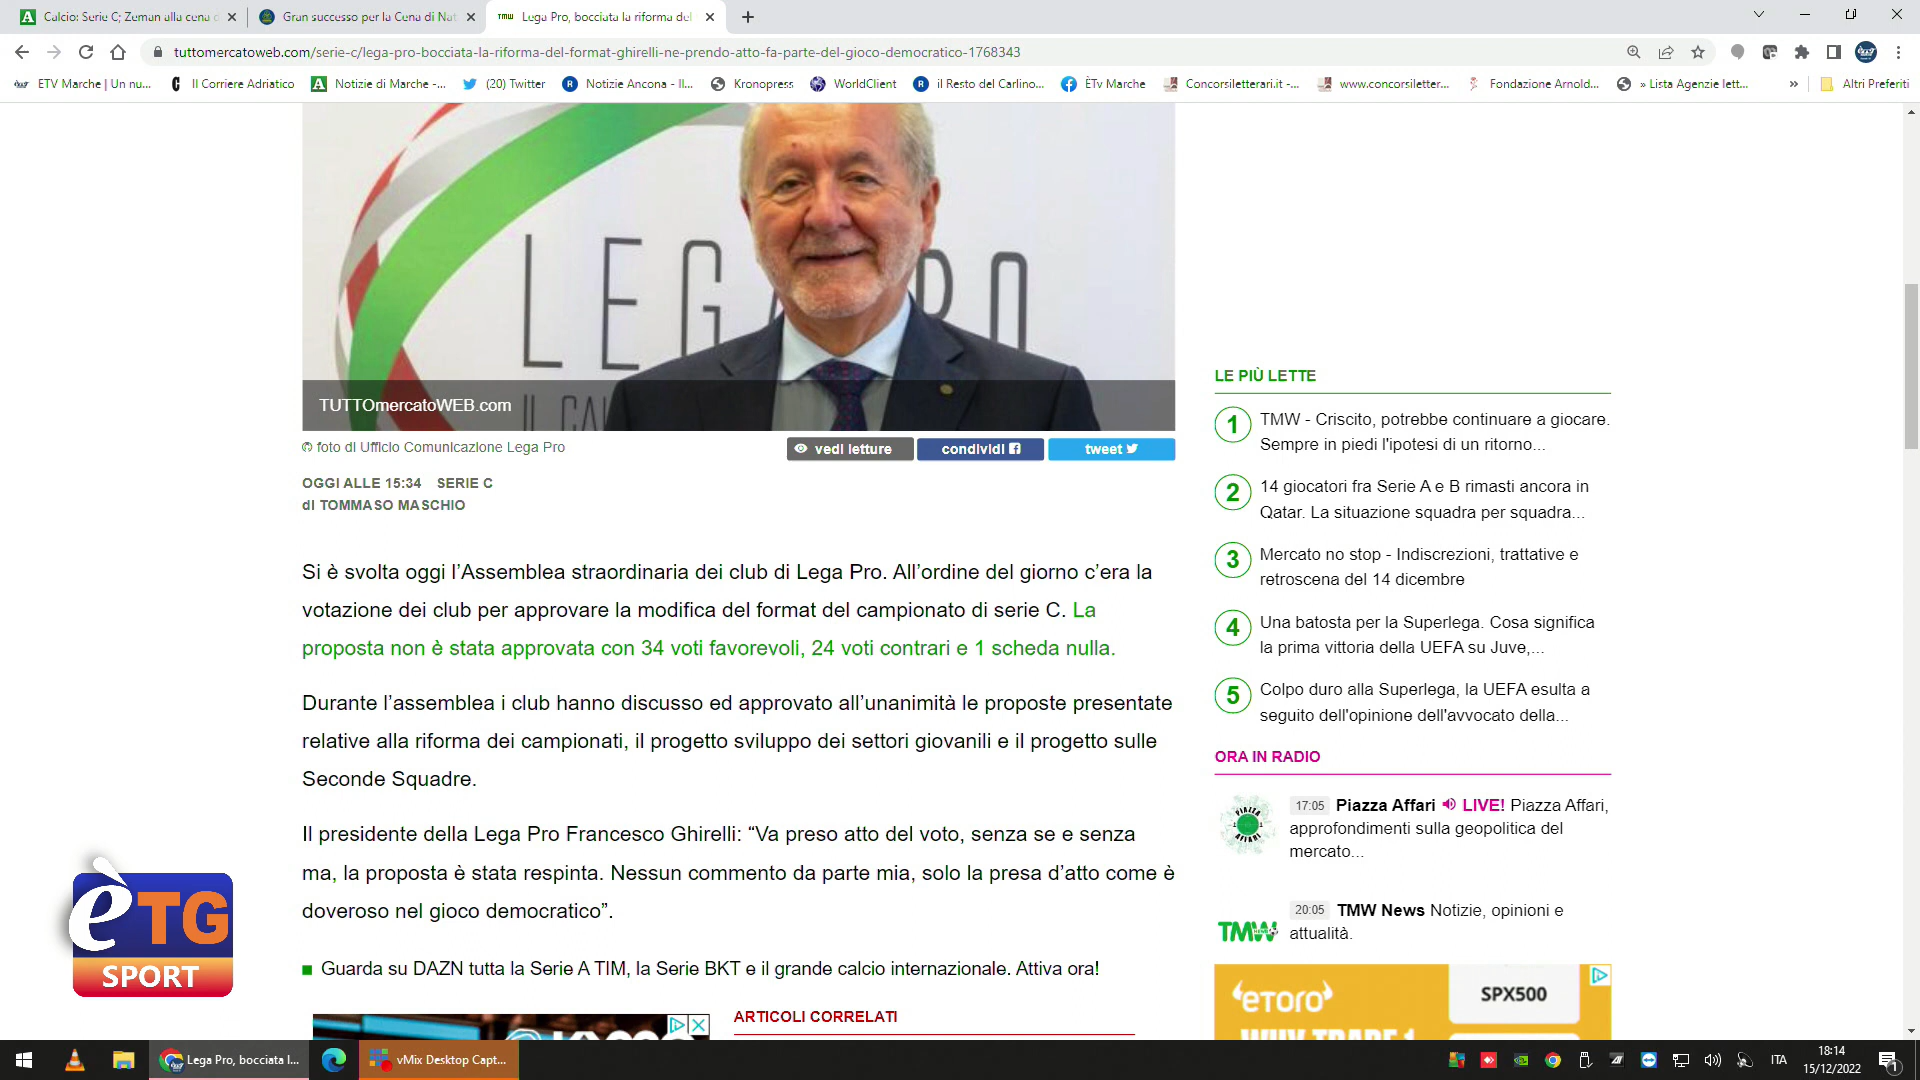 Calcio: Serie C; Zeman alla cena d
Gran successo per la Cena di Nat
TMW Lega Pro, bocciata la riforma del
tuttomercatoweb.com/serie-c/lega-pro-bocciata-la-riforma-del-format-ghirelli-ne-prendo-atto-fa-parte-del-gioco-democratico-1768343
ETV Marche | Un nu...
Il Corriere Adriatico
Notizie di Marche -...
(20) Twitter
Notizie Ancona - Il...
Kronopress
WorldClient
il Resto del Carlino...
ÈTv Marche
Concorsiletterari.it -...
www.concorsiletter...
Fondazione Arnold...
» Lista Agenzie lett...
»
Altri Preferiti
LEGA PRO
IL CAL
TUTTOmercatoWEB.com
© foto di Ufficio Comunicazione Lega Pro
vedi letture
condividi
tweet
OGGI ALLE 15:34 SERIE C
di TOMMASO MASCHIO
Si è svolta oggi l’Assemblea straordinaria dei club di Lega Pro. All’ordine del giorno c’era la
votazione dei club per approvare la modifica del format del campionato di serie C. La
proposta non è stata approvata con 34 voti favorevoli, 24 voti contrari e 1 scheda nulla.
Durante l’assemblea i club hanno discusso ed approvato all’unanimità le proposte presentate
relative alla riforma dei campionati, il progetto sviluppo dei settori giovanili e il progetto sulle
Seconde Squadre.
Il presidente della Lega Pro Francesco Ghirelli: “Va preso atto del voto, senza se e senza
ma, la proposta è stata respinta. Nessun commento da parte mia, solo la presa d’atto come è
doveroso nel gioco democratico”.
Guarda su DAZN tutta la Serie A TIM, la Serie BKT e il grande calcio internazionale. Attiva ora!
ARTICOLI CORRELATI
LE PIÙ LETTE
1 TMW - Criscito, potrebbe continuare a giocare.
Sempre in piedi l'ipotesi di un ritorno...
2 14 giocatori fra Serie A e B rimasti ancora in
Qatar. La situazione squadra per squadra...
3 Mercato no stop - Indiscrezioni, trattative e
retroscena del 14 dicembre
4 Una batosta per la Superlega. Cosa significa
la prima vittoria della UEFA su Juve,...
5 Colpo duro alla Superlega, la UEFA esulta a
seguito dell'opinione dell'avvocato della...
ORA IN RADIO
PIAZZA AFFARI
17:05 Piazza Affari LIVE! Piazza Affari,
approfondimenti sulla geopolitica del
mercato...
TMW
20:05 TMW News Notizie, opinioni e
attualità.
eToro
SPX500
WHY TRADE 1
èTG
SPORT
Lega Pro, bocciata l...
vMix Desktop Capt...
ITA
18:14
15/12/2022
1